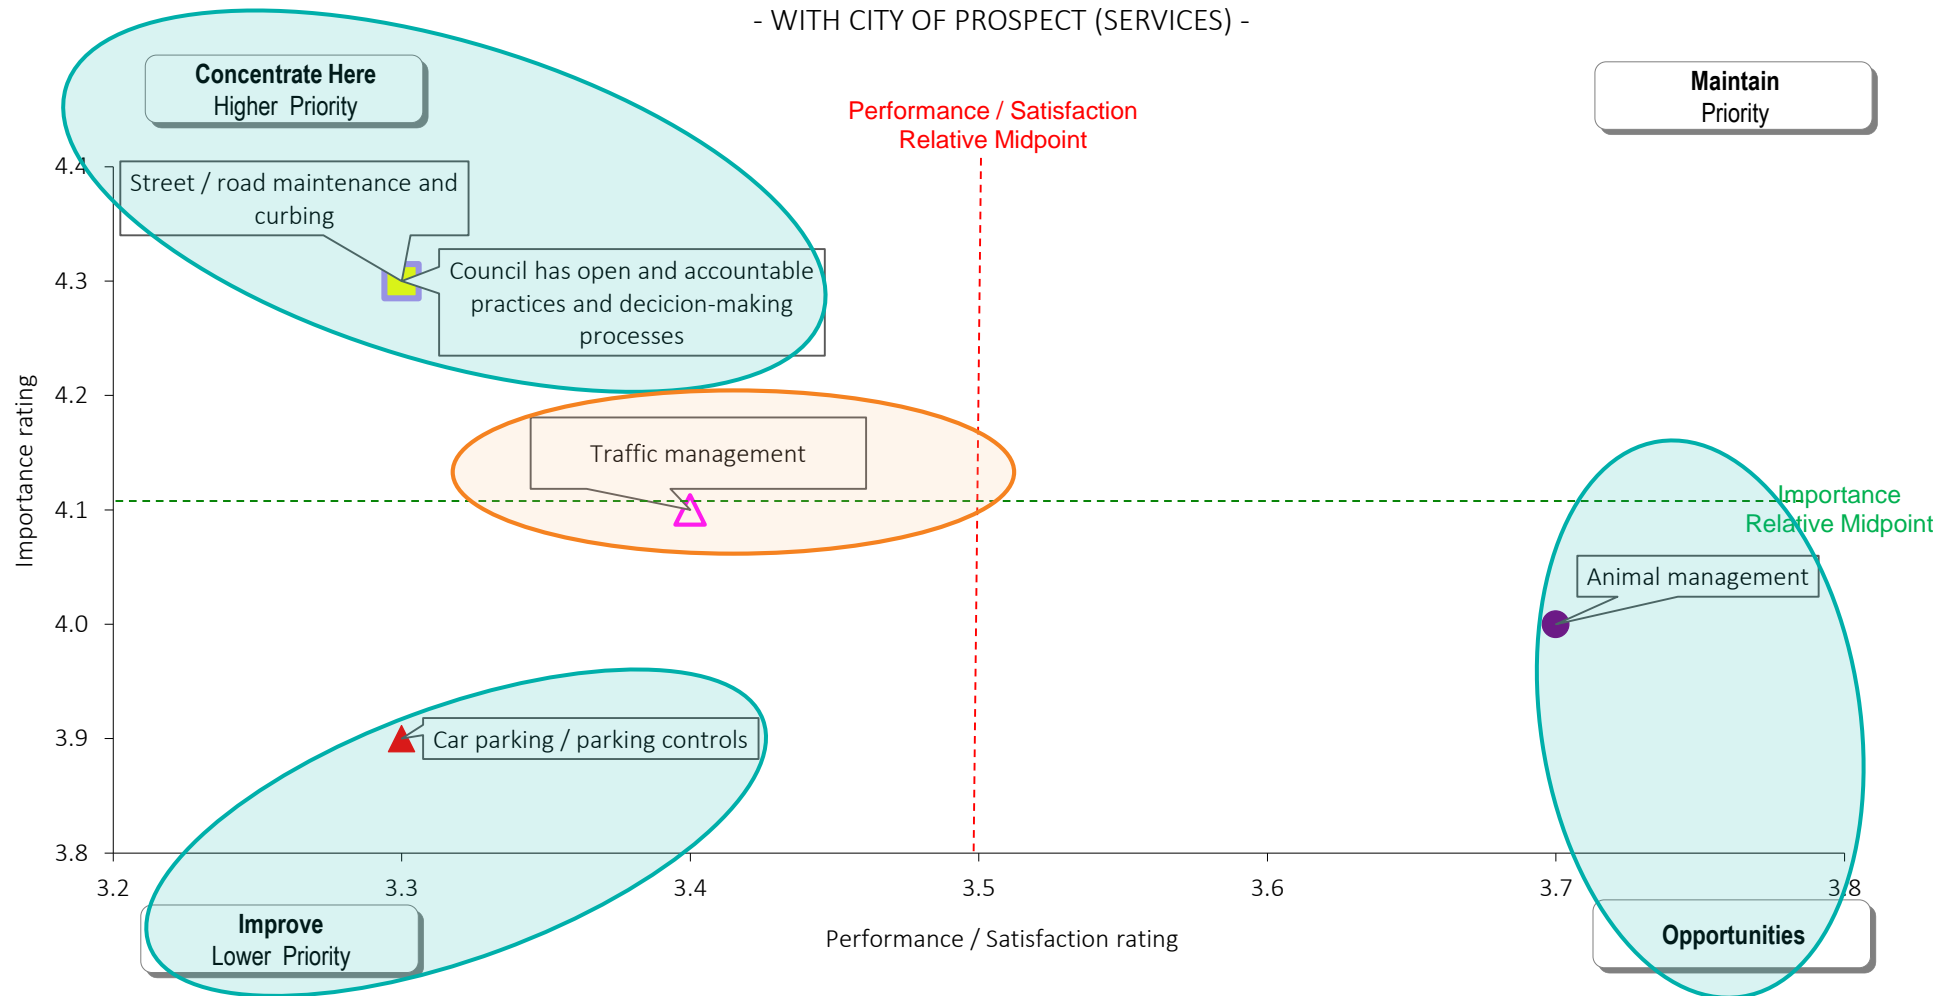 - WITH CITY OF PROSPECT (SERVICES) -
Concentrate Here
Higher Priority
Maintain
Priority
Performance / Satisfaction
Relative Midpoint
4.4
Street / road maintenance and
curbing
4.3
Council has open and accountable
practices and decicion-making
processes
4.2
Importance rating
Traffic management
4.1
Importance
Relative Midpoint
Animal management
4.0
3.9
Car parking / parking controls
3.8
3.2
3.3
3.4
3.5
3.6
3.7
3.8
Improve
Lower Priority
Performance / Satisfaction rating
Opportunities